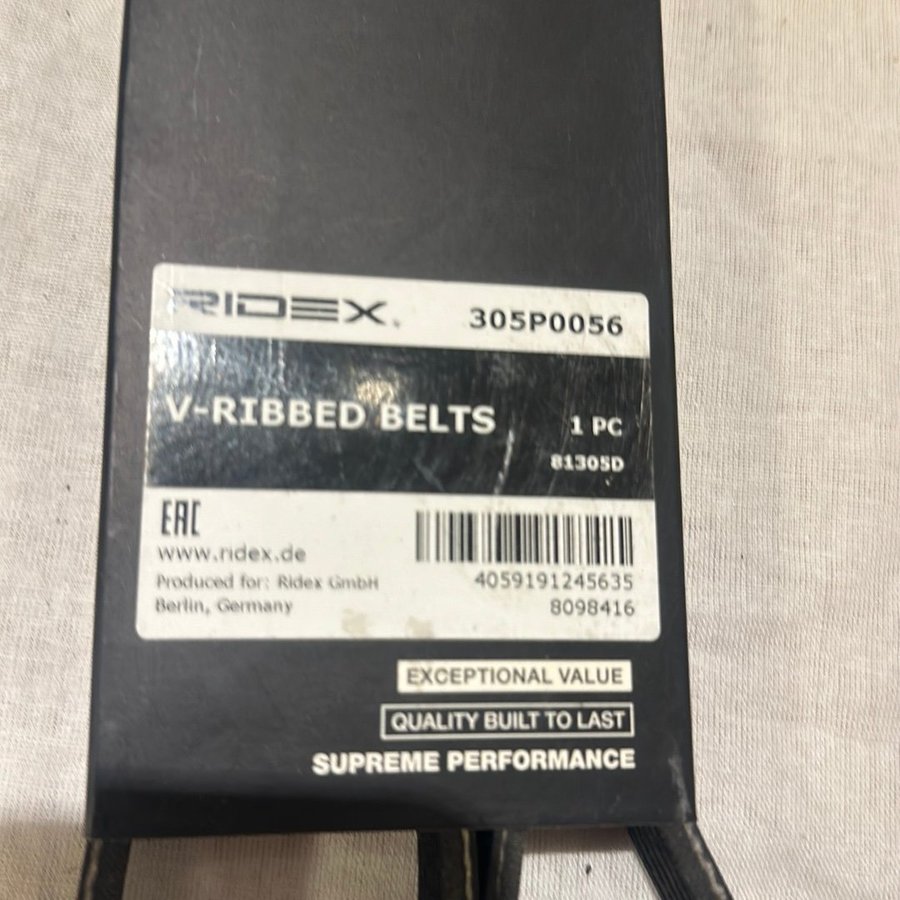 RIDEX
305P0056
V-RIBBED BELTS
1 PC
81305D
EAC
www.ridex.de
Produced for: Ridex GmbH
Berlin, Germany
4059191245635
8098416
EXCEPTIONAL VALUE
QUALITY BUILT TO LAST
SUPREME PERFORMANCE